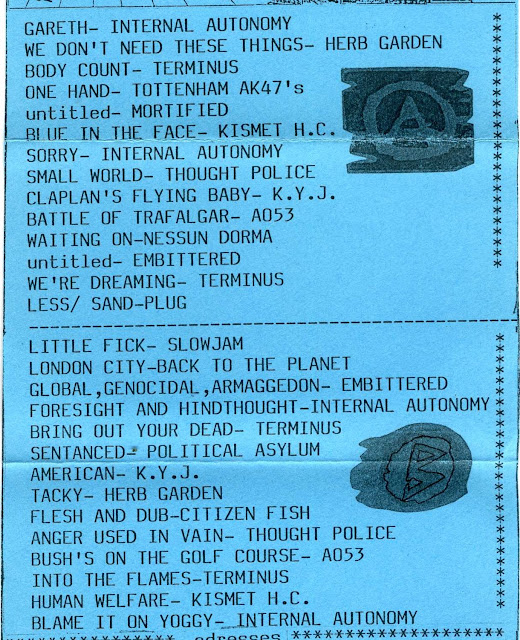 GARETH- INTERNAL AUTONOMY
WE DON'T NEED THESE THINGS- HERB GARDEN
BODY COUNT- TERMINUS
ONE HAND- TOTTENHAM AK47's
untitled- MORTIFIED
BLUE IN THE FACE- KISMET H.C.
SORRY- INTERNAL AUTONOMY
SMALL WORLD- THOUGHT POLICE
CLAPLAN'S FLYING BABY- K.Y.J.
BATTLE OF TRAFALGAR- AO53
WAITING ON-NESSUN DORMA
untitled- EMBITTERED
WE'RE DREAMING- TERMINUS
LESS/ SAND-PLUG
A
LITTLE FICK- SLOWJAM
LONDON CITY-BACK TO THE PLANET
GLOBAL,GENOCIDAL,ARMAGGEDON- EMBITTERED
FORESIGHT AND HINDTHOUGHT-INTERNAL AUTONOMY
BRING OUT YOUR DEAD- TERMINUS
SENTANCED- POLITICAL ASYLUM
AMERICAN- K.Y.J.
TACKY- HERB GARDEN
FLESH AND DUB-CITIZEN FISH
ANGER USED IN VAIN- THOUGHT POLICE
BUSH'S ON THE GOLF COURSE- AO53
INTO THE FLAMES-TERMINUS
HUMAN WELFARE- KISMET H.C.
BLAME IT ON YOGGY- INTERNAL AUTONOMY
B
adresses